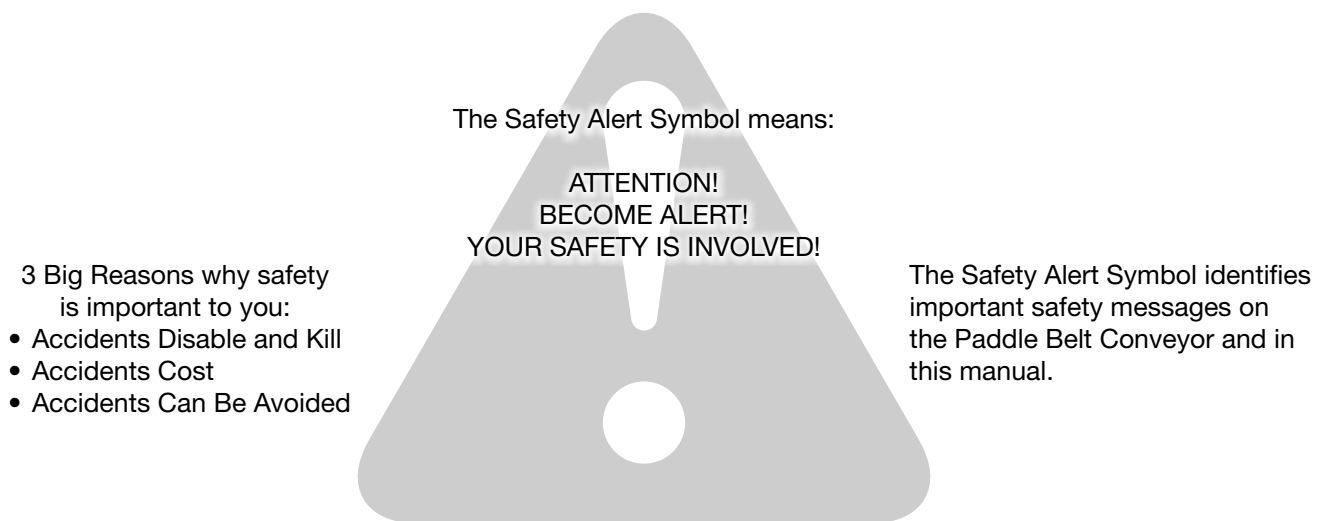 The Safety Alert Symbol means:
ATTENTION!
BECOME ALERT!
YOUR SAFETY IS INVOLVED!
3 Big Reasons why safety
is important to you:
• Accidents Disable and Kill
• Accidents Cost
• Accidents Can Be Avoided
The Safety Alert Symbol identifies
important safety messages on
the Paddle Belt Conveyor and in
this manual.